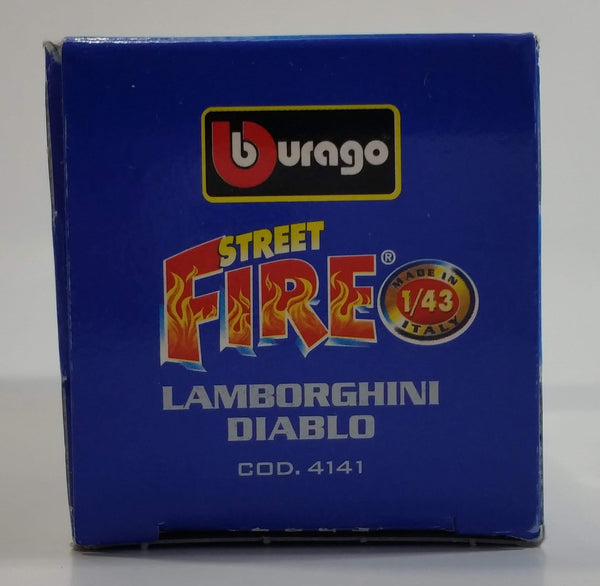 burago
STREET
FIRE®
MADE IN
1/43
ITALY
LAMBORGHINI
DIABLO
COD. 4141